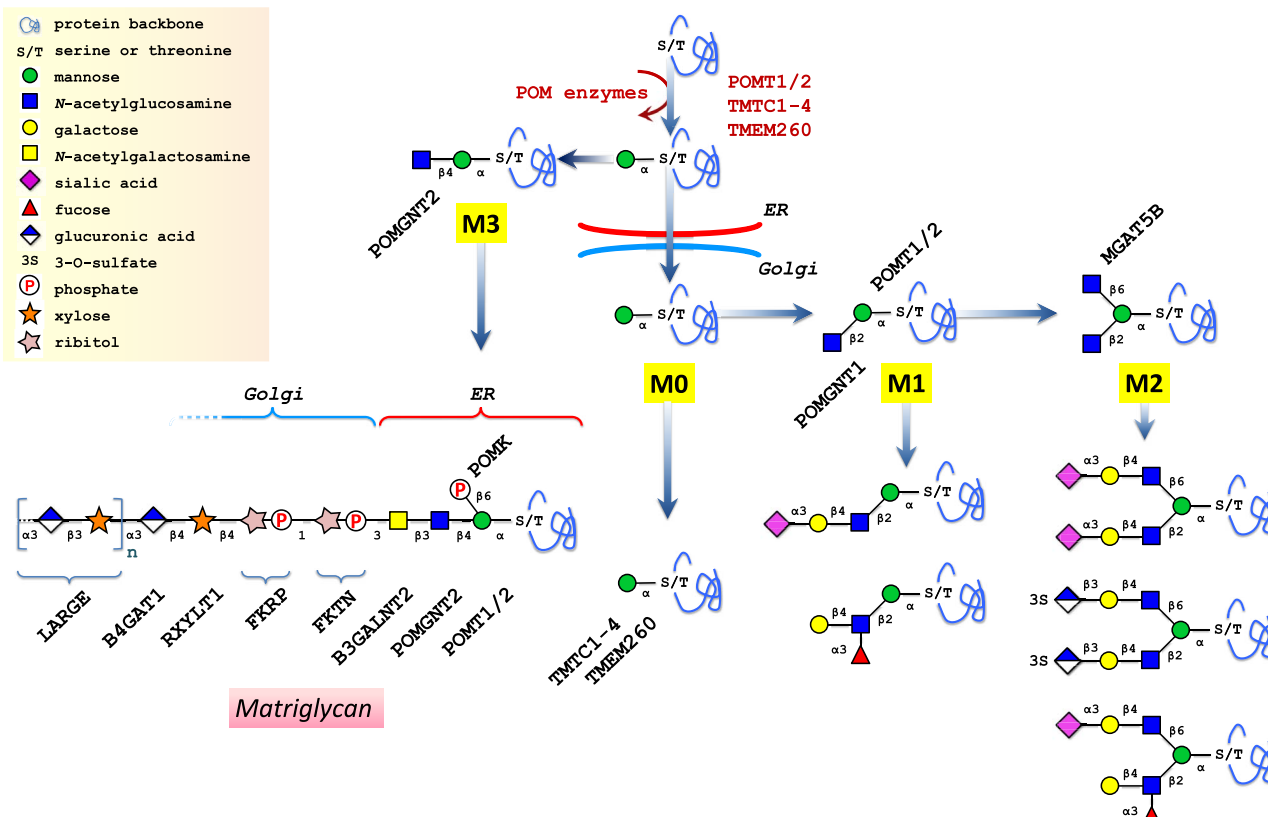 protein backbone
S/T serine or threonine
mannose
N-acetylglucosamine
galactose
N-acetylgalactosamine
sialic acid
fucose
glucuronic acid
3S 3-O-sulfate
P phosphate
xylose
ribitol
S/T
POM enzymes
POMT1/2
TMTC1-4
TMEM260
β4 α S/T
α S/T
POMGNT2
M3
ER
Golgi
α S/T
M0
POMT1/2
α S/T
β2
POMGNT1
M1
MGAT5B
β6
α S/T
β2
M2
Golgi
ER
POMK
P
β6
α3 β3 n α3 β4 β4 P 1 P 3 β3 β4 α S/T
LARGE
B4GAT1
RXYLT1
FKRP
FKTN
B3GALNT2
POMGNT2
POMT1/2
Matriglycan
α S/T
TMTC1-4
TMEM260
α S/T
α3 β4 β2
α S/T
β4 β2
α3
α3 β4 β6
α S/T
α3 β4 β2
3S β3 β4 β6
α S/T
3S β3 β4 β2
α3 β4 β6
α S/T
β4 β2
α3